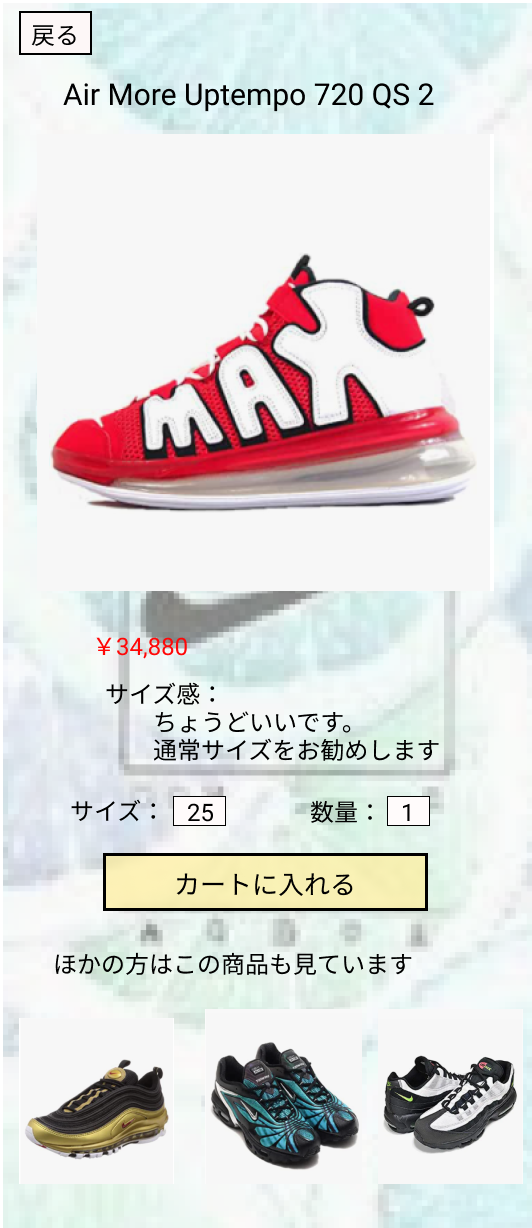 戻る
Air More Uptempo 720 QS 2
MAX
￥34,880
サイズ感：
ちょうどいいです。
通常サイズをお勧めします
サイズ： 25 数量： 1
カートに入れる
ほかの方はこの商品も見ています